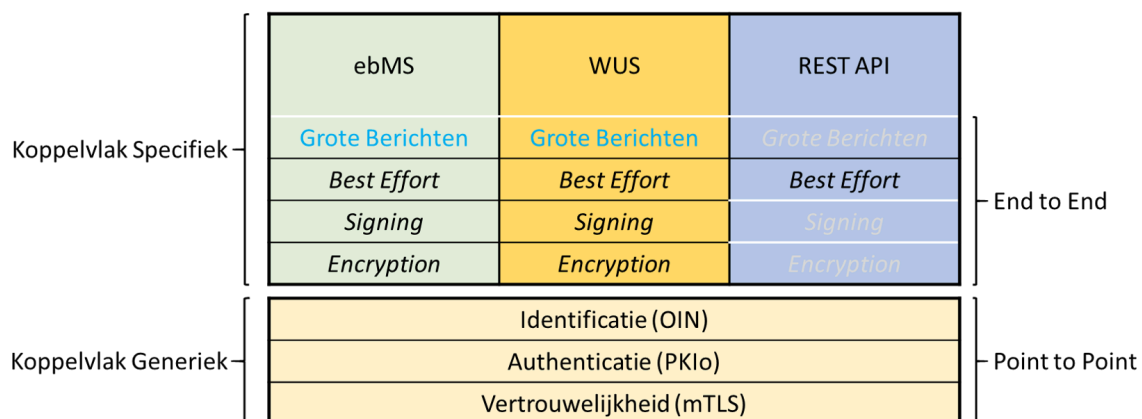 ebMS
WUS
REST API
Koppelvlak Specifiek
Grote Berichten
Grote Berichten
Grote Berichten
Best Effort
Best Effort
Best Effort
End to End
Signing
Signing
Signing
Encryption
Encryption
Encryption
Identificatie (OIN)
Koppelvlak Generiek
Authenticatie (PKIo)
Point to Point
Vertrouwelijkheid (mTLS)